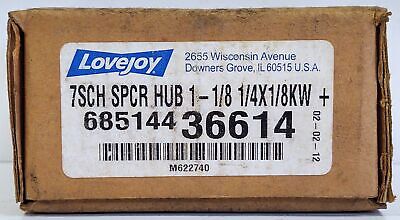 Lovejoy
2655 Wisconsin Avenue
Downers Grove, IL 60515 U.S.A.
7SCH SPCR HUB 1-1/8 1/4X1/8KW +
685144 36614
02-02-12
M622740